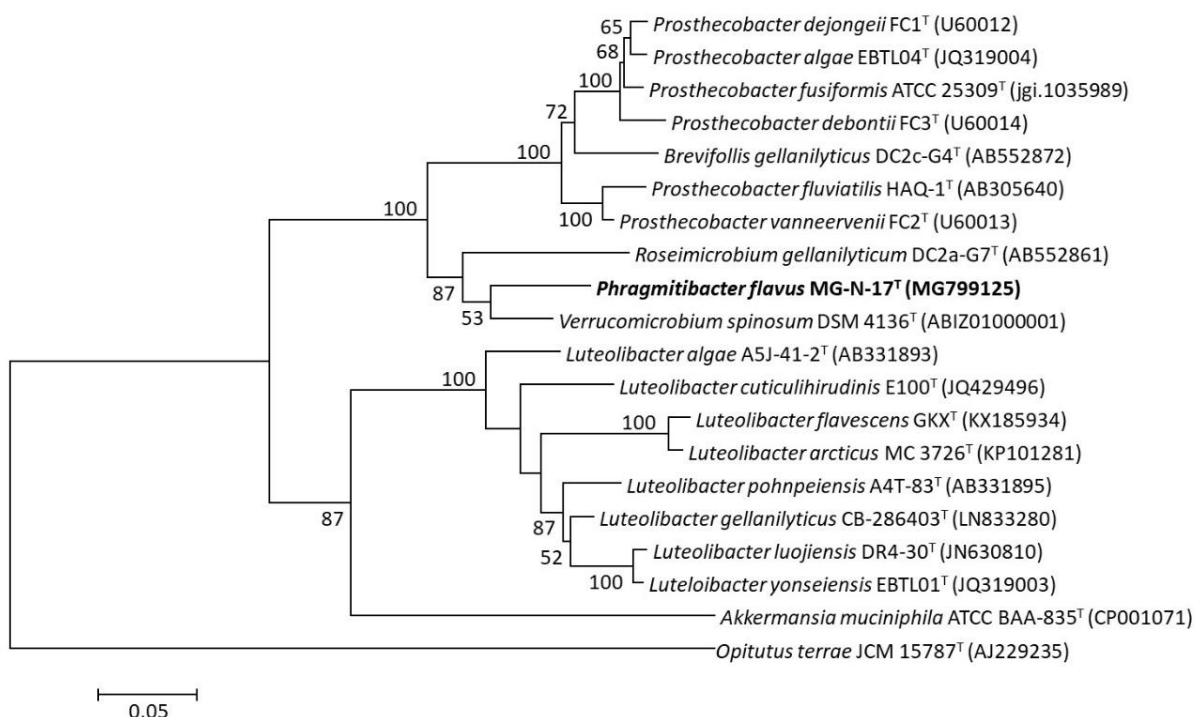 65
Prosthecobacter dejongeii FC1ᵀ (U60012)
68
Prosthecobacter algae EBTL04ᵀ (JQ319004)
100
Prosthecobacter fusiformis ATCC 25309ᵀ (jgi.1035989)
72
Prosthecobacter debontii FC3ᵀ (U60014)
100
Brevifollis gellanilyticus DC2c-G4ᵀ (AB552872)
Prosthecobacter fluviatilis HAQ-1ᵀ (AB305640)
100
100
Prosthecobacter vanneervenii FC2ᵀ (U60013)
Roseimicrobium gellanilyticum DC2a-G7ᵀ (AB552861)
87
Phragmitibacter flavus MG-N-17ᵀ (MG799125)
53
Verrucomicrobium spinosum DSM 4136ᵀ (ABIZ01000001)
Luteolibacter algae A5J-41-2ᵀ (AB331893)
100
Luteolibacter cuticulihirudinis E100ᵀ (JQ429496)
100
Luteolibacter flavescens GKXᵀ (KX185934)
Luteolibacter arcticus MC 3726ᵀ (KP101281)
Luteolibacter pohnpeiensis A4T-83ᵀ (AB331895)
87
87
Luteolibacter gellanilyticus CB-286403ᵀ (LN833280)
52
Luteolibacter luojiensis DR4-30ᵀ (JN630810)
100
Luteloibacter yonseiensis EBTL01ᵀ (JQ319003)
Akkermansia muciniphila ATCC BAA-835ᵀ (CP001071)
Opitutus terrae JCM 15787ᵀ (AJ229235)
0.05